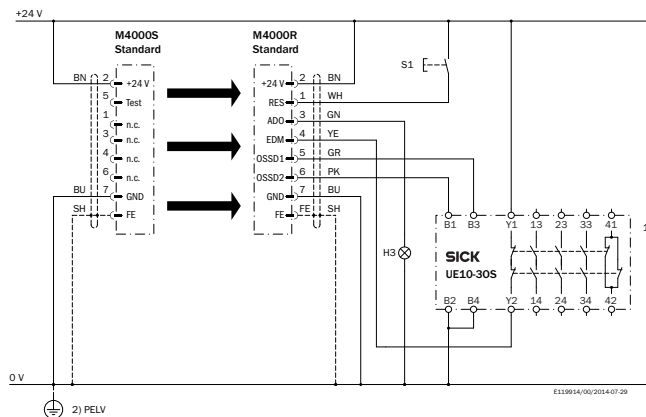 +24 V
M4000S
Standard
M4000R
Standard
BN 2 +24 V
5 Test
1 n.c.
3 n.c.
4 n.c.
6 n.c.
BU 7 GND
SH FE
+24 V 2 BN
RES 1 WH
ADO 3 GN
EDM 4 YE
OSSD1 5 GR
OSSD2 6 PK
GND 7 BU
FE FE SH
S1
H3
B1 B3 Y1 13 23 33 41
SICK
UE10-30S
B2 B4 Y2 14 24 34 42
1
0 V
E119914/00/2014-07-29
2) PELV